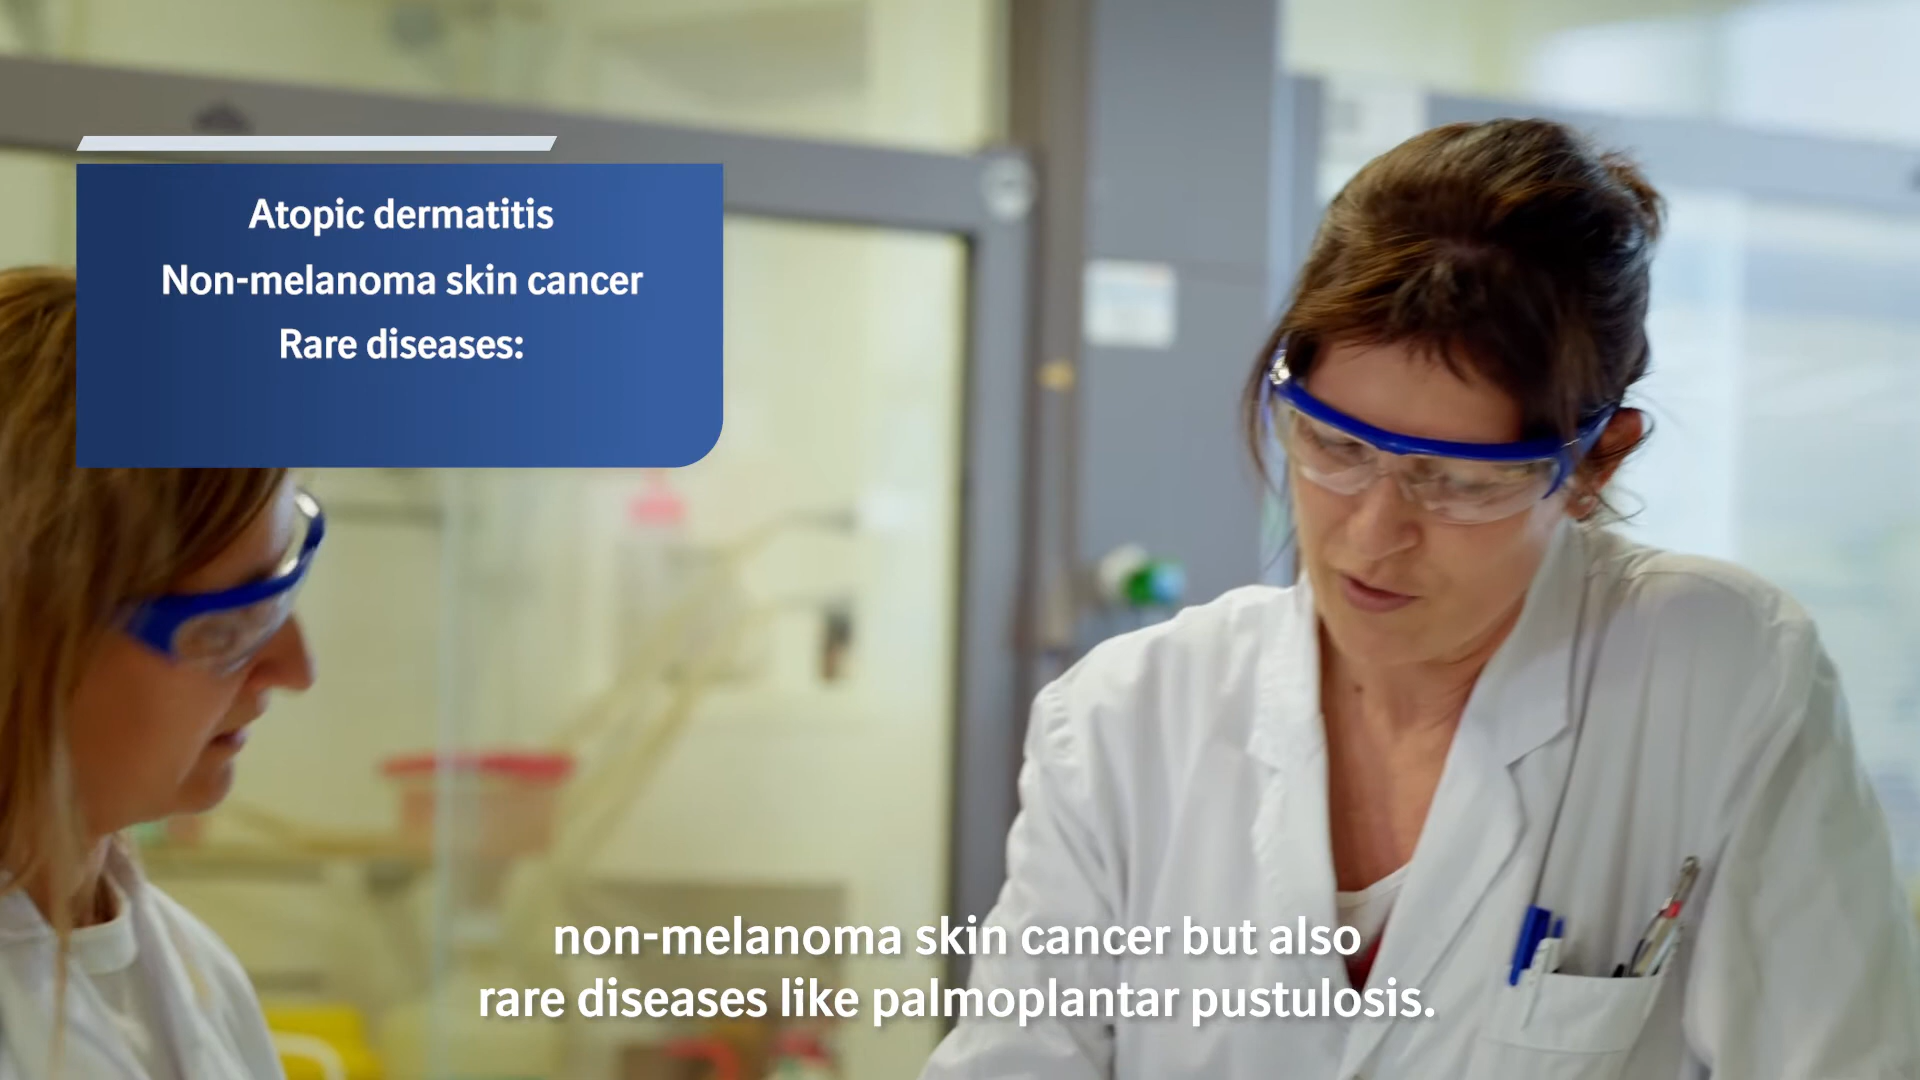 Atopic dermatitis
Non-melanoma skin cancer
Rare diseases:
non-melanoma skin cancer but also
rare diseases like palmoplantar pustulosis.